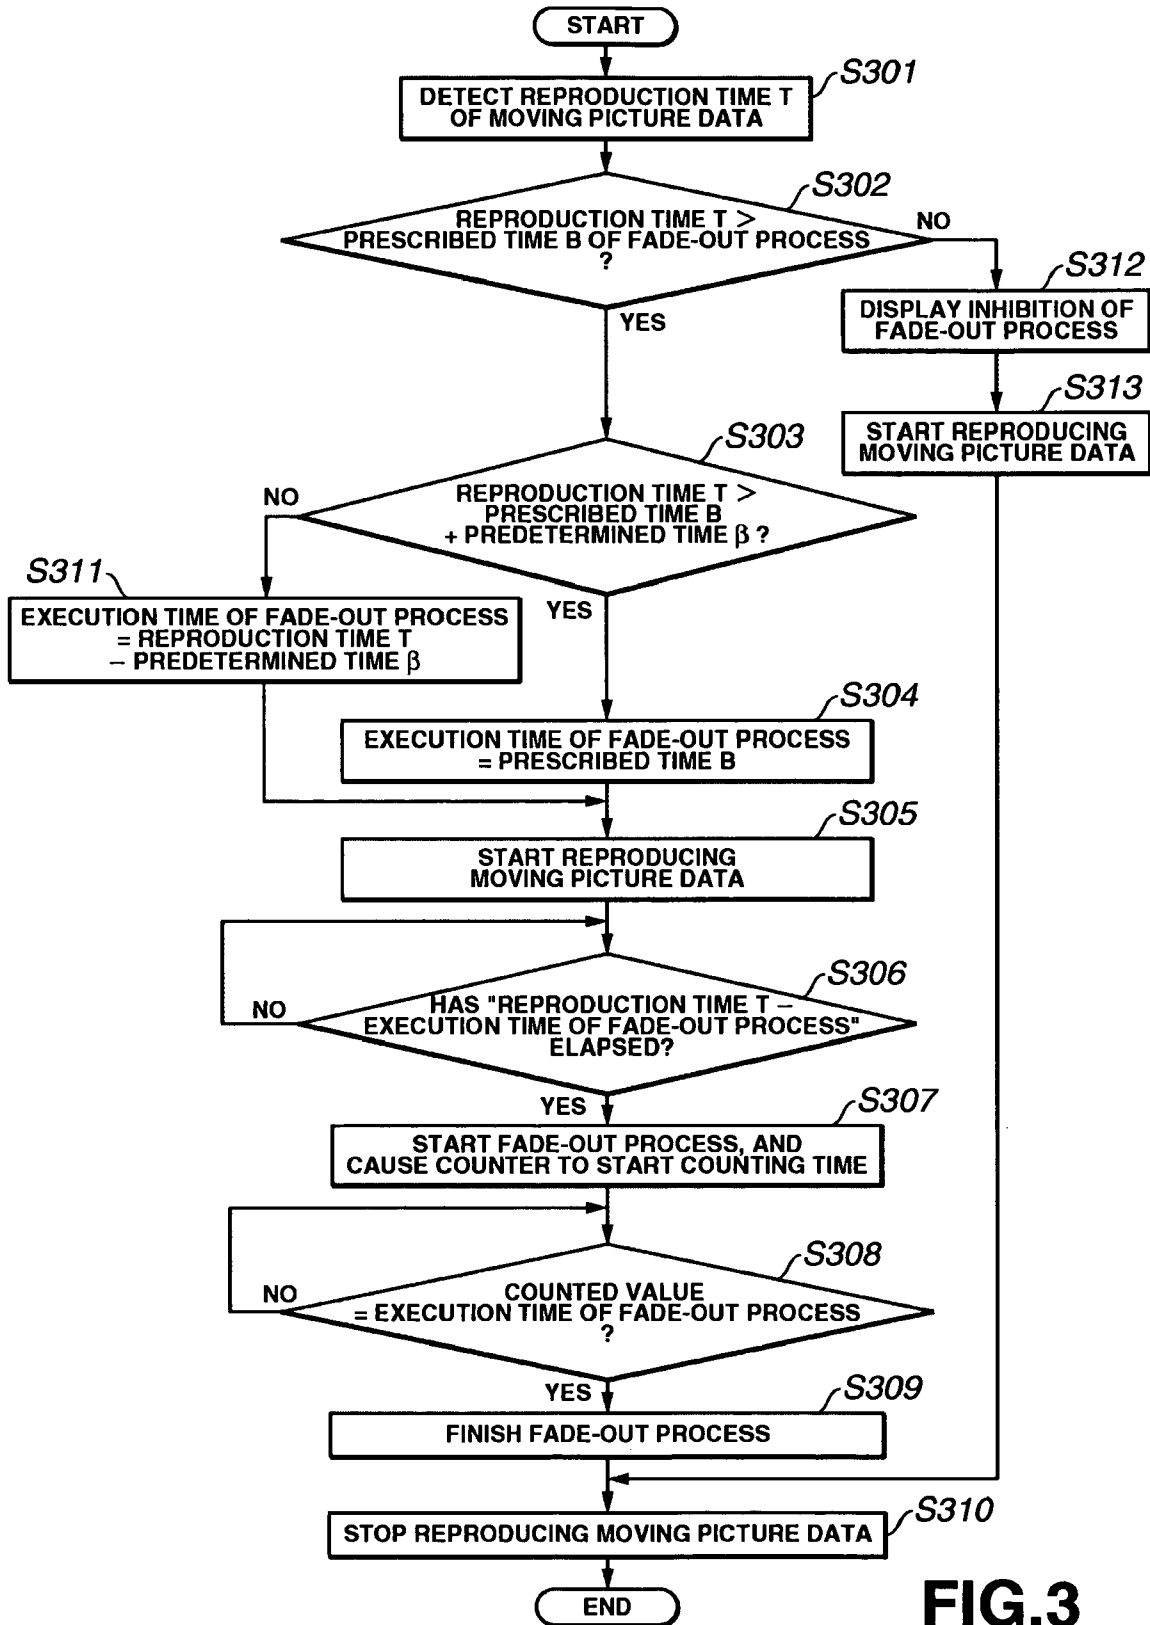 START
S301
DETECT REPRODUCTION TIME T
OF MOVING PICTURE DATA
S302
REPRODUCTION TIME T >
PRESCRIBED TIME B OF FADE-OUT PROCESS
?
NO
YES
S312
DISPLAY INHIBITION OF
FADE-OUT PROCESS
S313
START REPRODUCING
MOVING PICTURE DATA
S303
REPRODUCTION TIME T >
PRESCRIBED TIME B
+ PREDETERMINED TIME β ?
NO
YES
S311
EXECUTION TIME OF FADE-OUT PROCESS
= REPRODUCTION TIME T
– PREDETERMINED TIME β
S304
EXECUTION TIME OF FADE-OUT PROCESS
= PRESCRIBED TIME B
S305
START REPRODUCING
MOVING PICTURE DATA
S306
HAS "REPRODUCTION TIME T –
EXECUTION TIME OF FADE-OUT PROCESS"
ELAPSED?
NO
YES
S307
START FADE-OUT PROCESS, AND
CAUSE COUNTER TO START COUNTING TIME
S308
COUNTED VALUE
= EXECUTION TIME OF FADE-OUT PROCESS
?
NO
YES
S309
FINISH FADE-OUT PROCESS
S310
STOP REPRODUCING MOVING PICTURE DATA
END
FIG.3